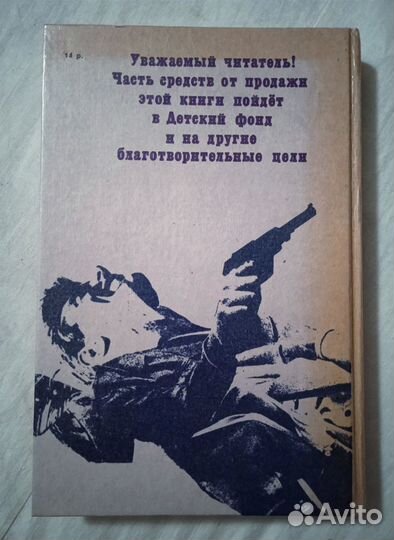 14 р.
Уважаемый читатель!
Часть средств от продажи
этой книги пойдёт
в Детский фонд
и на другие
благотворительные цели
Avito